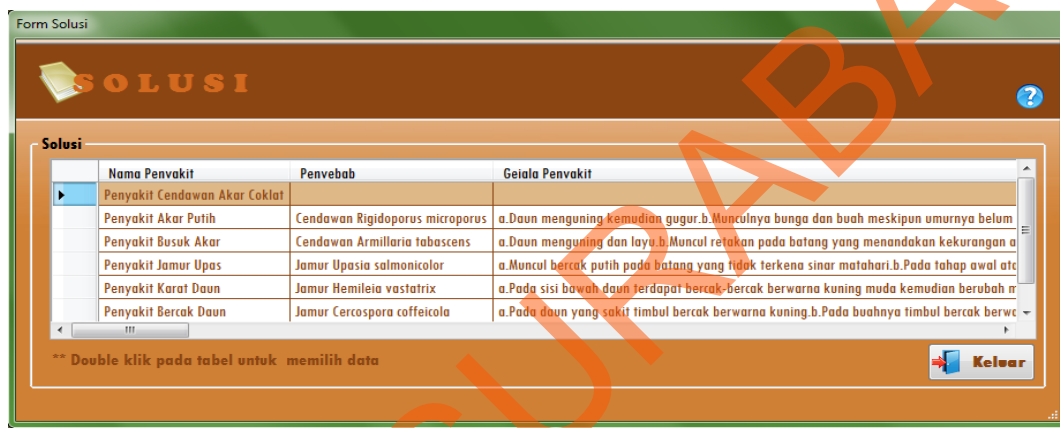 Form Solusi
SOLUSI
?
Solusi
Nama Penyakit Penyebab Gejala Penyakit
Penyakit Cendawan Akar Coklat
Penyakit Akar Putih Cendawan Rigidoporus microporus a.Daun menguning kemudian gugur.b.Munculnya bunga dan buah meskipun umurnya belum
Penyakit Busuk Akar Cendawan Armillaria tabascens a.Daun menguning dan layu.b.Muncul retakan pada batang yang menandakan kekurangan a
Penyakit Jamur Upas Jamur Upasia salmonicolor a.Muncul bercak putih pada batang yang tidak terkena sinar matahari.b.Pada tahap awal ata
Penyakit Karat Daun Jamur Hemileia vastatrix a.Pada sisi bawah daun terdapat bercak-bercak berwarna kuning muda kemudian berubah m
Penyakit Bercak Daun Jamur Cercospora coffeicola a.Pada daun yang sakit timbul bercak berwarna kuning.b.Pada buahnya timbul bercak berwa
** Double klik pada tabel untuk memilih data
Keluar
SURABA